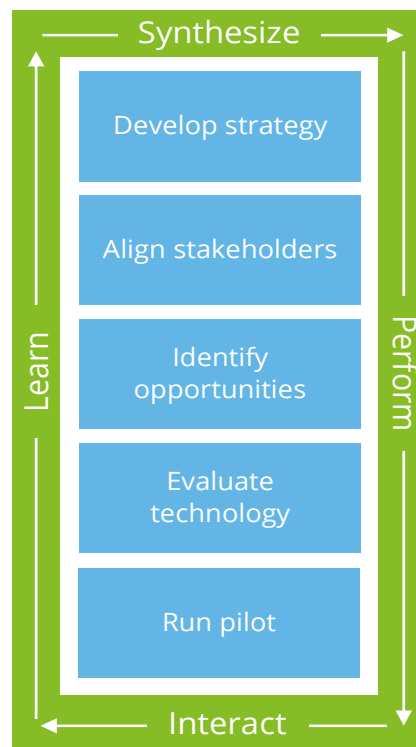 Synthesize
Develop strategy
Align stakeholders
Identify
opportunities
Evaluate
technology
Run pilot
Learn
Perform
Interact